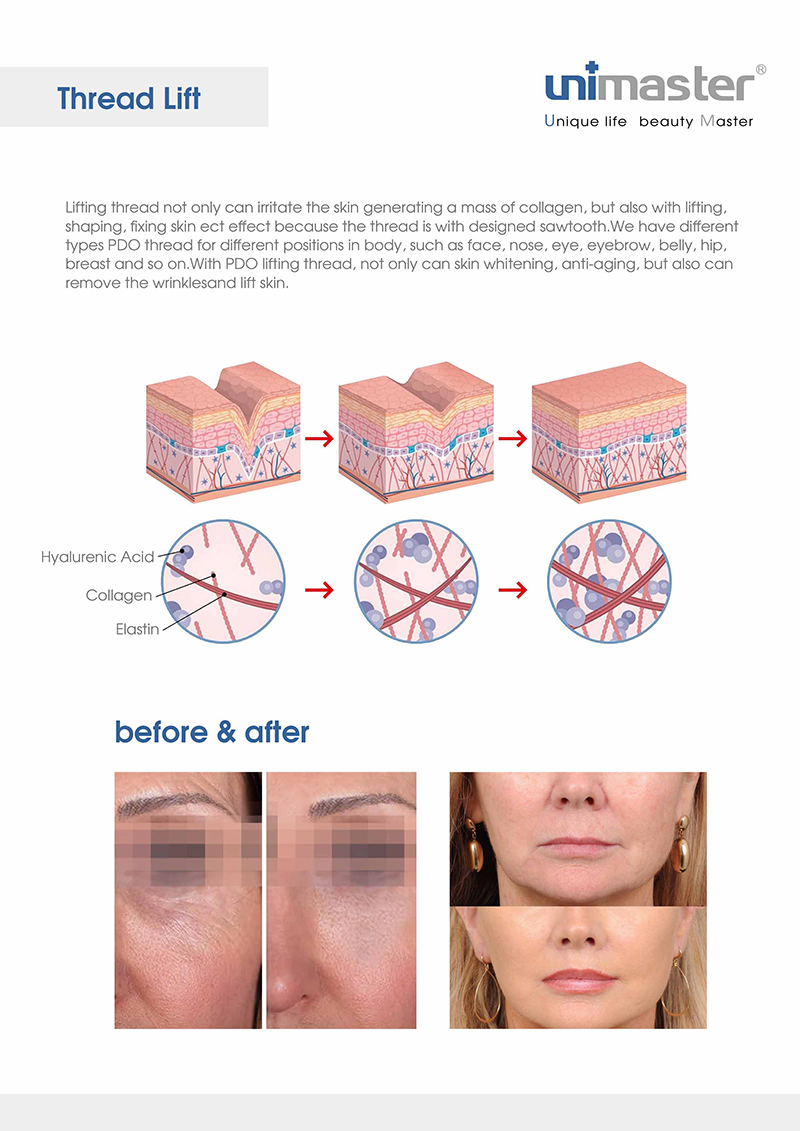 Thread Lift
unimaster®
Unique life beauty Master
Lifting thread not only can irritate the skin generating a mass of collagen, but also with lifting,
shaping, fixing skin ect effect because the thread is with designed sawtooth.We have different
types PDO thread for different positions in body, such as face, nose, eye, eyebrow, belly, hip,
breast and so on.With PDO lifting thread, not only can skin whitening, anti-aging, but also can
remove the wrinklesand lift skin.
Hyalurenic Acid
Collagen
Elastin
before & after